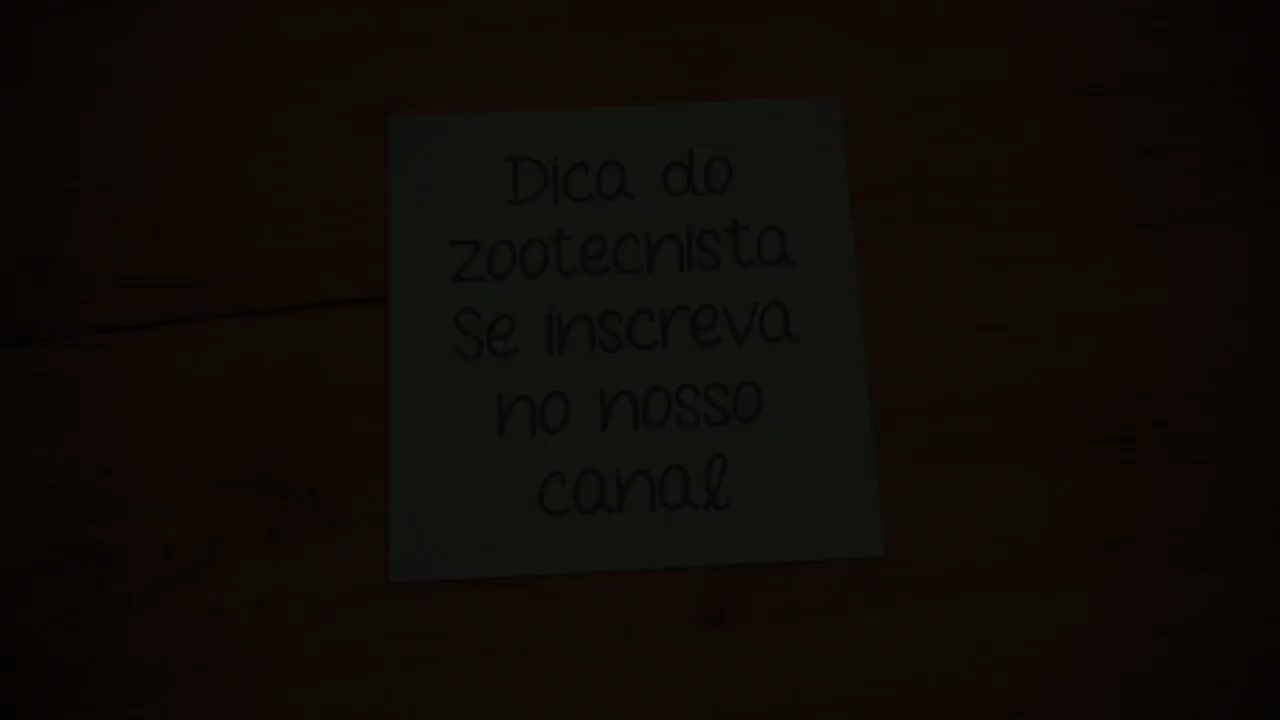 Dica do
zootecnista
Se inscreva
no nosso
canal